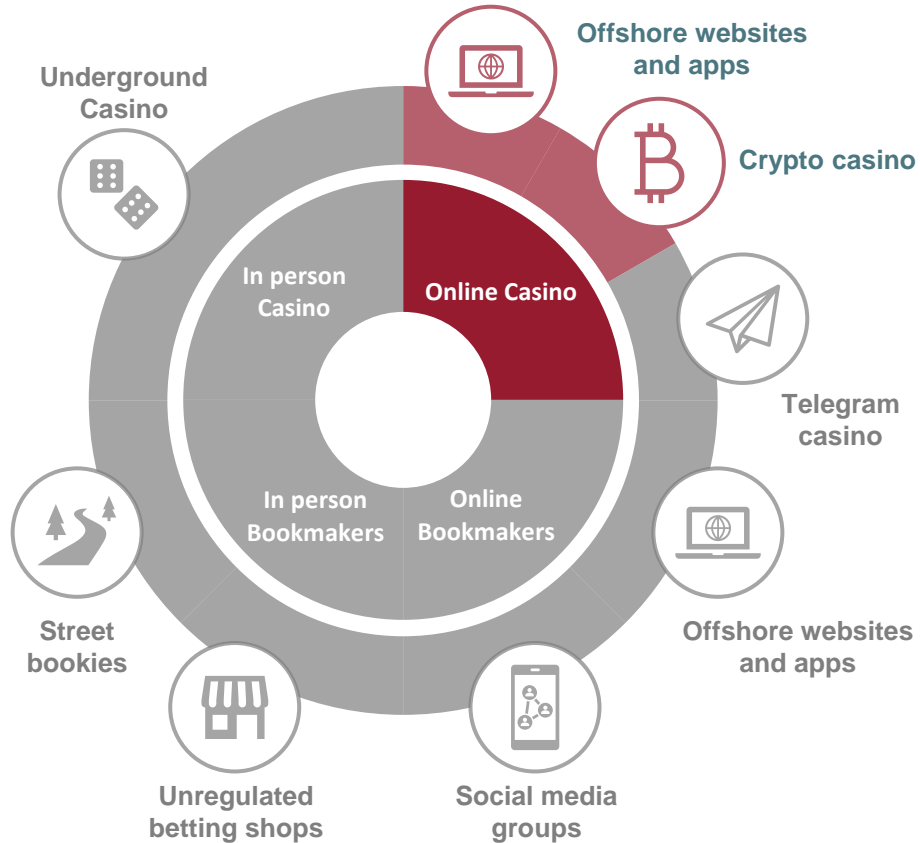 Offshore websites
and apps
Underground
Casino
Crypto casino
In person
Casino
Online Casino
Telegram
casino
In person
Bookmakers
Online
Bookmakers
Street
bookies
Offshore websites
and apps
Unregulated
betting shops
Social media
groups